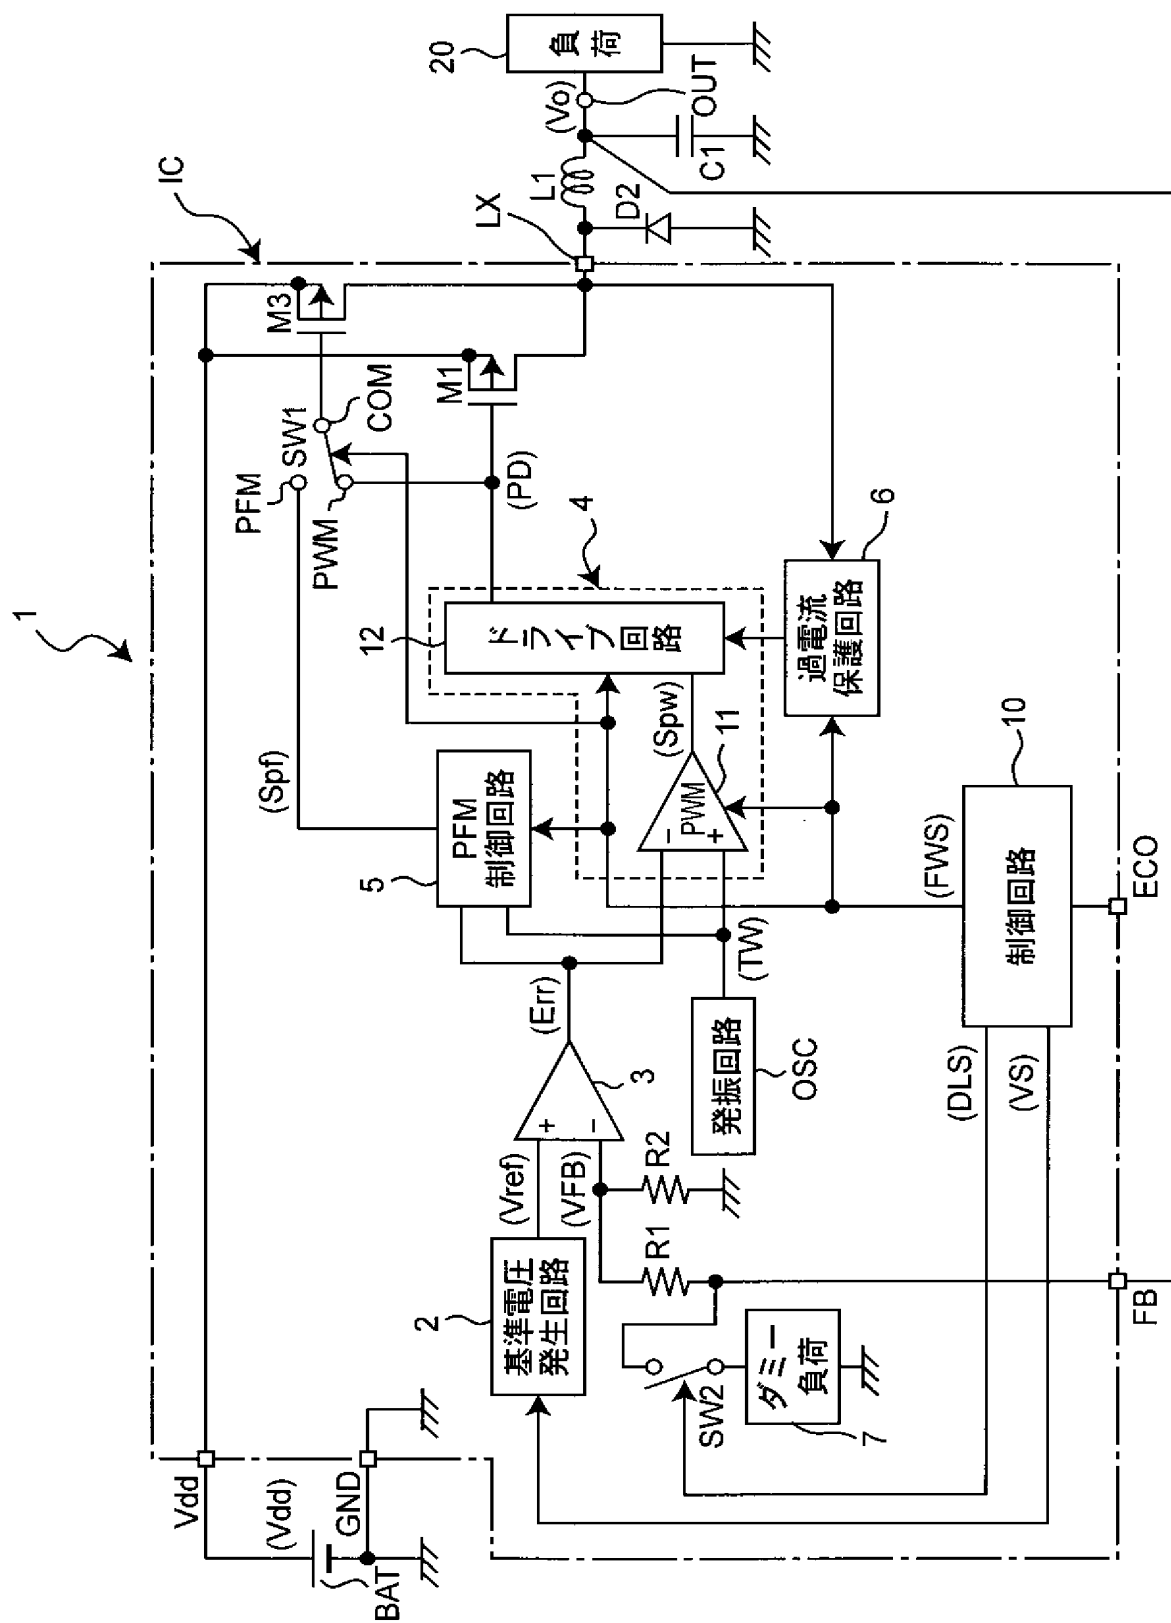 1
IC
Vdd
(Vdd)
BAT
GND
(Spf)
PFM
SW1
COM
PWM
M3
M1
(PD)
LX
L1
D2
C1
(Vo)
OUT
20
負荷
2
基準電圧
発生回路
(Vref)
(VFB)
+
-
3
(Err)
5
PFM
制御回路
4
12
ドライブ回路
(Spw)
-
PWM
+
11
過電流
保護回路
6
R1
R2
発振回路
OSC
(TW)
SW2
ダミー
負荷
7
(DLS)
(VS)
(FWS)
制御回路
10
FB
ECO